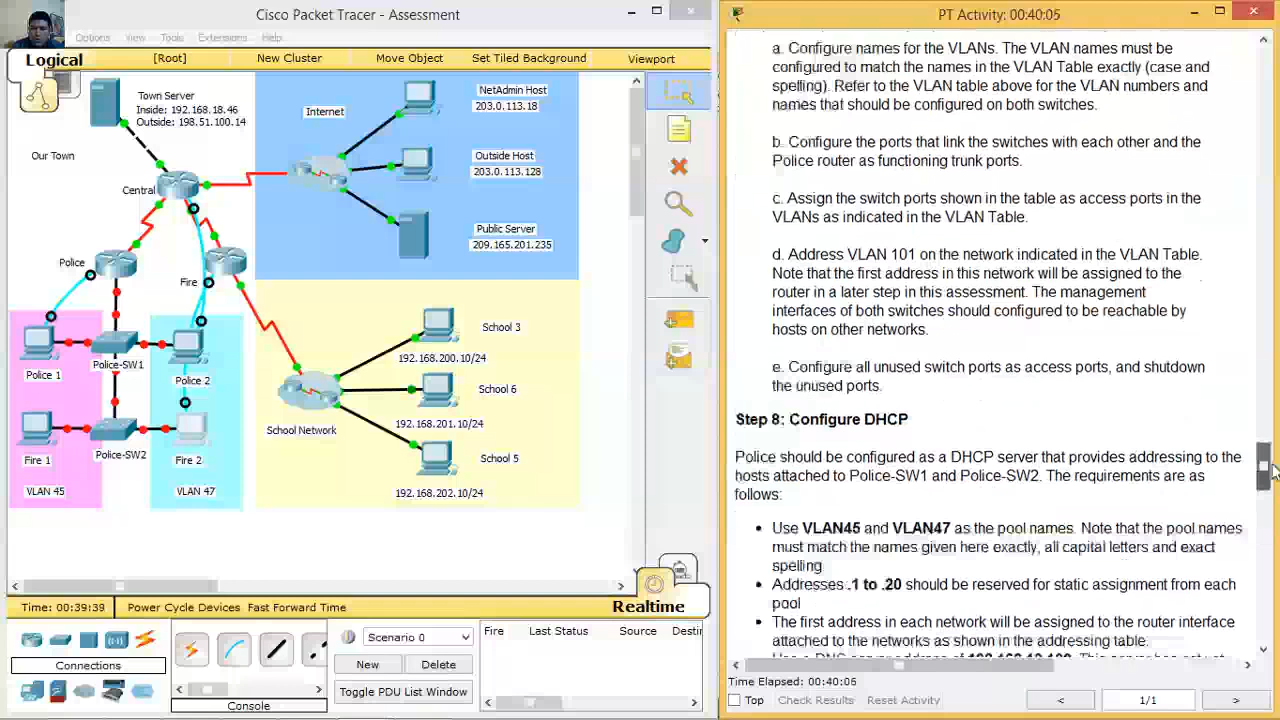 Cisco Packet Tracer - Assessment
Options View Tools Extensions Help
Logical [Root] New Cluster Move Object Set Tiled Background Viewport
Town Server
Inside: 192.168.18.46
Outside: 198.51.100.14
Our Town
Central
Internet
NetAdmin Host
203.0.113.18
Outside Host
203.0.113.128
Public Server
209.165.201.235
Police
Fire
Police 1
Police-SW1
Police 2
Fire 1
Police-SW2
Fire 2
VLAN 45
VLAN 47
School 3
192.168.200.10/24
School 6
192.168.201.10/24
School Network
School 5
192.168.202.10/24
Time: 00:39:39 Power Cycle Devices Fast Forward Time
Realtime
Connections
Console
Scenario 0
New Delete
Toggle PDU List Window
Fire Last Status Source Destin
PT Activity: 00:40:05
a. Configure names for the VLANs. The VLAN names must be
configured to match the names in the VLAN Table exactly (case and
spelling). Refer to the VLAN table above for the VLAN numbers and
names that should be configured on both switches.
b. Configure the ports that link the switches with each other and the
Police router as functioning trunk ports.
c. Assign the switch ports shown in the table as access ports in the
VLANs as indicated in the VLAN Table.
d. Address VLAN 101 on the network indicated in the VLAN Table.
Note that the first address in this network will be assigned to the
router in a later step in this assessment. The management
interfaces of both switches should configured to be reachable by
hosts on other networks.
e. Configure all unused switch ports as access ports, and shutdown
the unused ports.
Step 8: Configure DHCP
Police should be configured as a DHCP server that provides addressing to the
hosts attached to Police-SW1 and Police-SW2. The requirements are as
follows:
• Use VLAN45 and VLAN47 as the pool names. Note that the pool names
must match the names given here exactly, all capital letters and exact
spelling
• Addresses .1 to .20 should be reserved for static assignment from each
pool
• The first address in each network will be assigned to the router interface
attached to the networks as shown in the addressing table.
Time Elapsed: 00:40:06
Top Check Results Reset Activity < 1/1 >